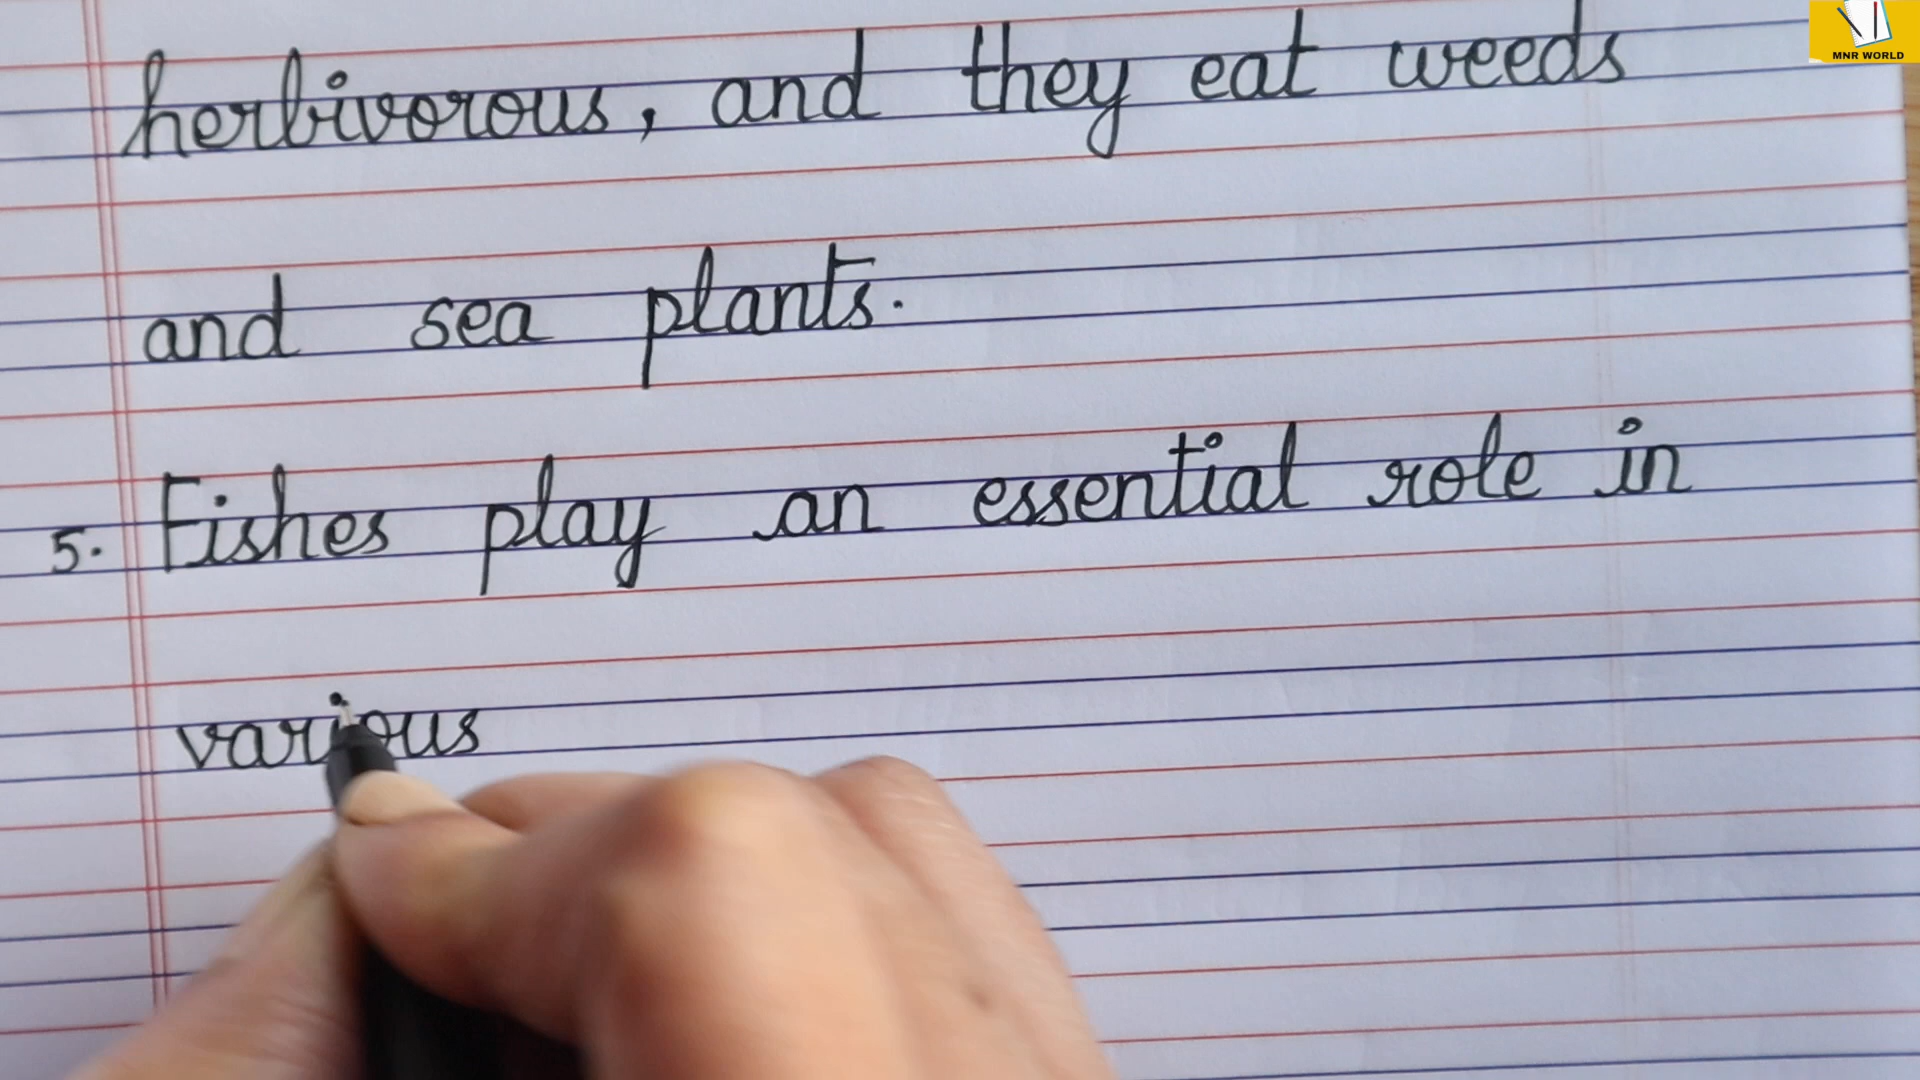 MNR WORLD
herbivorous, and they eat weeds
and sea plants.
5. Fishes play an essential role in
various